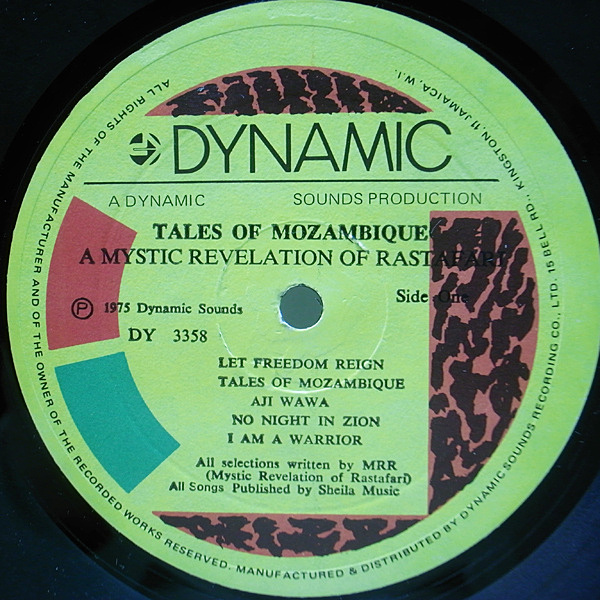 DYNAMIC
A DYNAMIC SOUNDS PRODUCTION
TALES OF MOZAMBIQUE
A MYSTIC REVELATION OF RASTAFARI
Side One
Ⓟ 1975 Dynamic Sounds
DY 3358
LET FREEDOM REIGN
TALES OF MOZAMBIQUE
AJI WAWA
NO NIGHT IN ZION
I AM A WARRIOR
All selections written by MRR
(Mystic Revelation of Rastafari)
All Songs Published by Sheila Music
ALL RIGHTS OF THE MANUFACTURER AND OF THE OWNER OF THE RECORDED WORKS RESERVED. MANUFACTURED & DISTRIBUTED BY DYNAMIC SOUNDS RECORDING CO., LTD. 15 BELL RD., KINGSTON 11 JAMAICA, W.I.